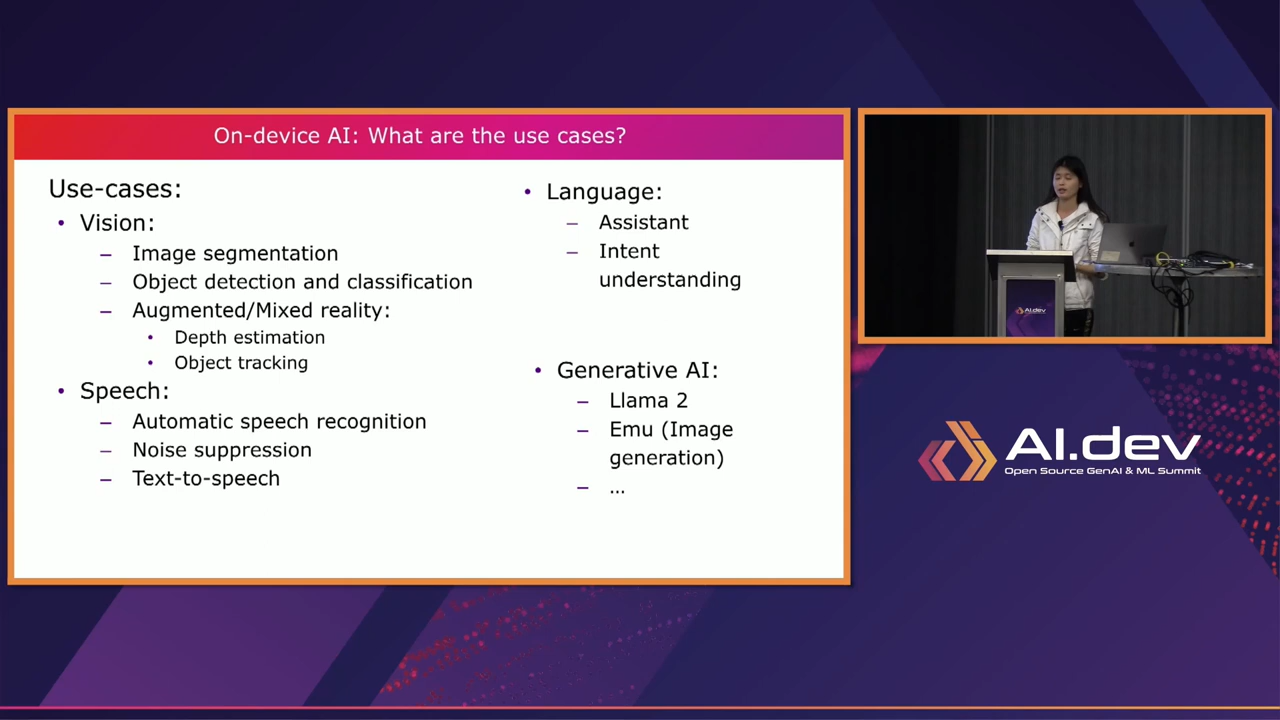 On-device AI: What are the use cases?
Use-cases:
• Vision:
– Image segmentation
– Object detection and classification
– Augmented/Mixed reality:
• Depth estimation
• Object tracking
• Speech:
– Automatic speech recognition
– Noise suppression
– Text-to-speech
• Language:
– Assistant
– Intent
understanding
• Generative AI:
– Llama 2
– Emu (Image
generation)
– ...
AI.dev
AI.dev
Open Source GenAI & ML Summit